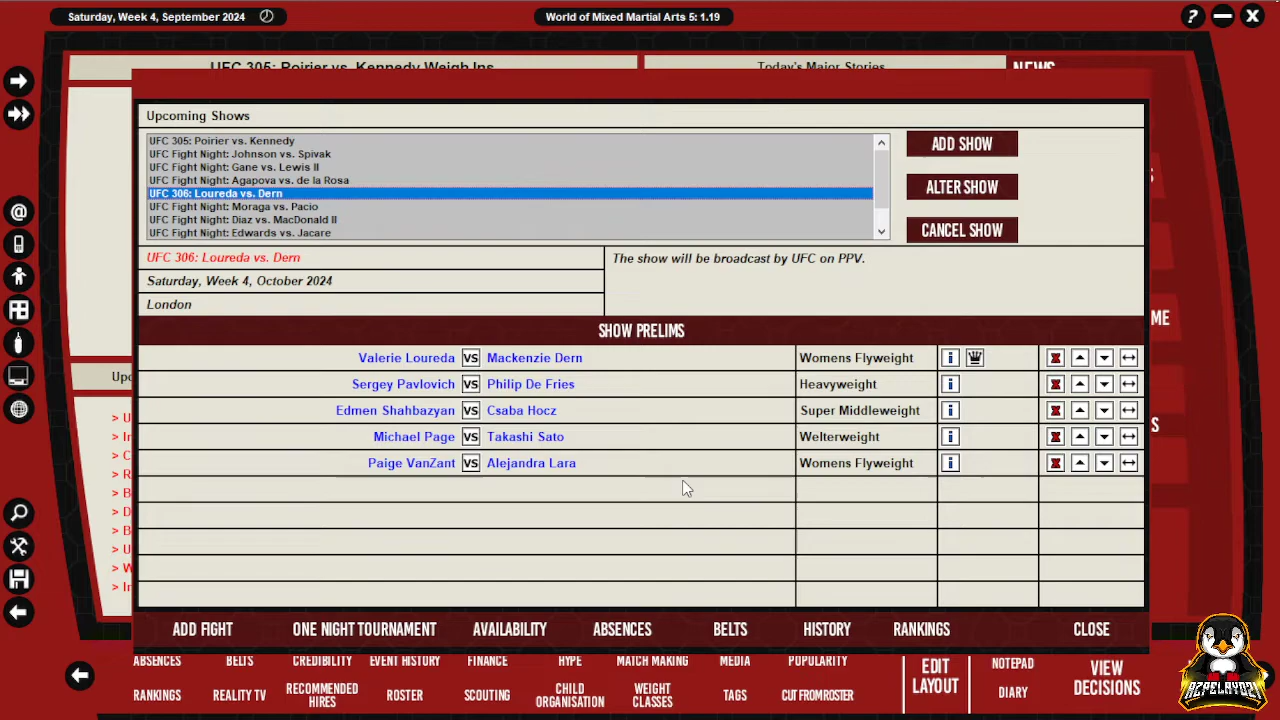 Saturday, Week 4, September 2024
World of Mixed Martial Arts 5: 1.19
UFC 305: Poirier vs. Kennedy Weigh Ins
Today's Major Stories
NEWS
Upcoming Shows
UFC 305: Poirier vs. Kennedy
UFC Fight Night: Johnson vs. Spivak
UFC Fight Night: Gane vs. Lewis II
UFC Fight Night: Agapova vs. de la Rosa
UFC 306: Loureda vs. Dern
UFC Fight Night: Moraga vs. Pacio
UFC Fight Night: Diaz vs. MacDonald II
UFC Fight Night: Edwards vs. Jacare
ADD SHOW
ALTER SHOW
CANCEL SHOW
UFC 306: Loureda vs. Dern
The show will be broadcast by UFC on PPV.
Saturday, Week 4, October 2024
London
SHOW PRELIMS
Valerie Loureda VS Mackenzie Dern Womens Flyweight i
Sergey Pavlovich VS Philip De Fries Heavyweight i
Edmen Shahbazyan VS Csaba Hocz Super Middleweight i
Michael Page VS Takashi Sato Welterweight i
Paige VanZant VS Alejandra Lara Womens Flyweight i
ADD FIGHT ONE NIGHT TOURNAMENT AVAILABILITY ABSENCES BELTS HISTORY RANKINGS CLOSE
ABSENCES BELTS CREDIBILITY EVENT HISTORY FINANCE HYPE MATCH MAKING MEDIA POPULARITY
RANKINGS REALITY TV RECOMMENDED HIRES ROSTER SCOUTING CHILD ORGANISATION WEIGHT CLASSES TAGS CUT FROM ROSTER
EDIT LAYOUT
NOTEPAD
DIARY
VIEW DECISIONS
ACPELAYO21